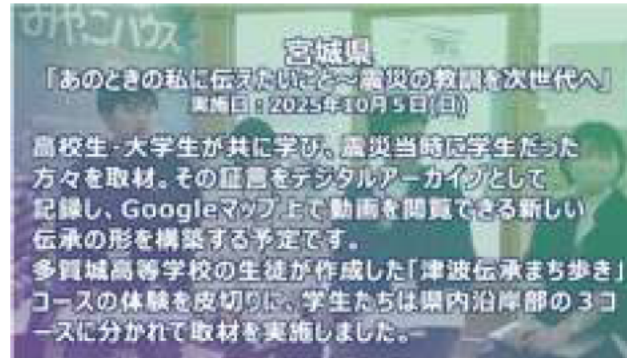 みやこハウス
宮城県
「あのときの私に伝えたいこと～震災の教訓を次世代へ」
実施日：2025年10月5日(日)
高校生・大学生が共に学び、震災当時に学生だった
方々を取材。その証言をデジタルアーカイブとして
記録し、Googleマップ上で動画を閲覧できる新しい
伝承の形を構築する予定です。
多賀城高等学校の生徒が作成した「津波伝承まち歩き」
コースの体験を皮切りに、学生たちは県内沿岸部の３コ
ースに分かれて取材を実施しました。